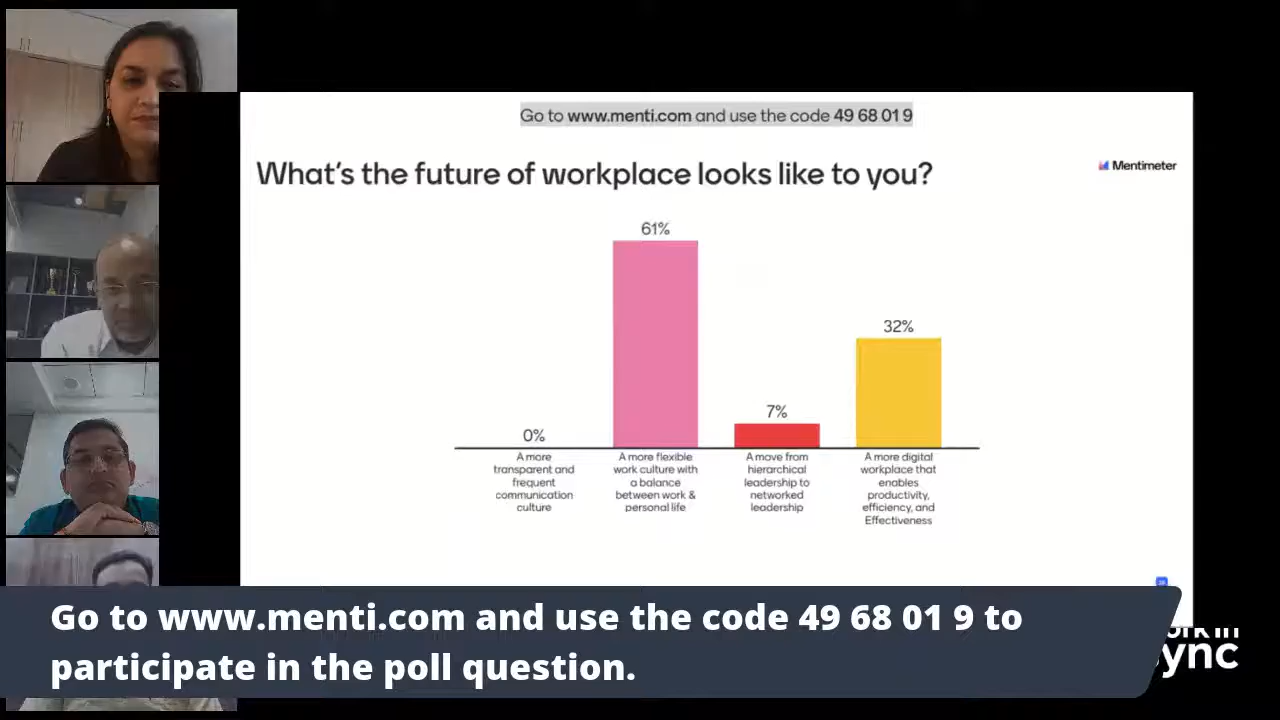 Go to www.menti.com and use the code 49 68 01 9
What's the future of workplace looks like to you?
Mentimeter
61%
32%
7%
0%
A more
transparent and
frequent
communication
culture
A more flexible
work culture with
a balance
between work &
personal life
A move from
hierarchical
leadership to
networked
leadership
A more digital
workplace that
enables
productivity,
efficiency, and
Effectiveness
Go to www.menti.com and use the code 49 68 01 9 to
participate in the poll question.